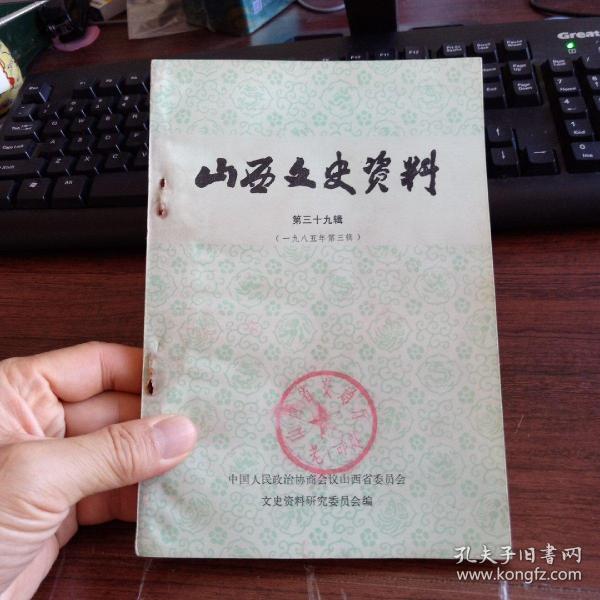 山西文史资料
第三十九辑
(一九八五年第三辑)
中国人民政治协商会议山西省委员会
文史资料研究委员会编
Great
孔夫子旧书网
www.kongfz.com